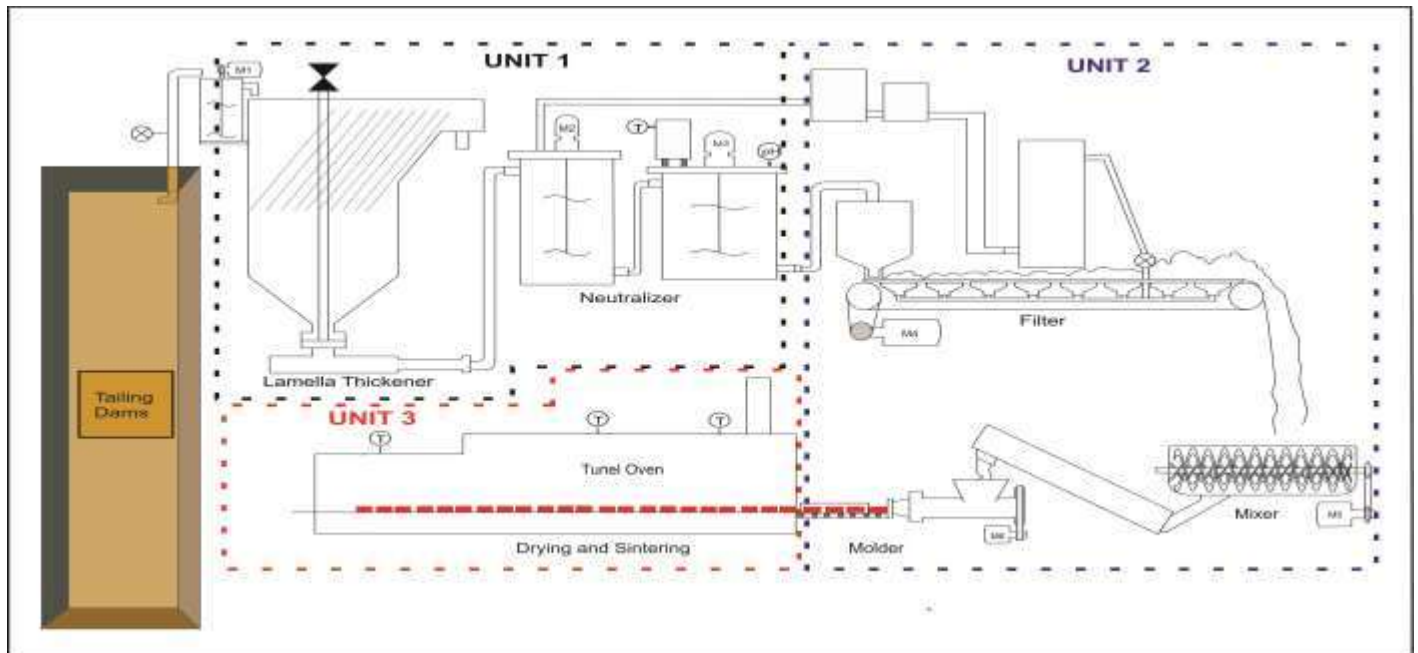 UNIT 1
UNIT 2
M1
M2
T
M3
pH
Neutralizer
Filter
M4
Lamella Thickener
Tailing
Dams
UNIT 3
T
T
T
Tunel Oven
Drying and Sintering
Molder
Mixer